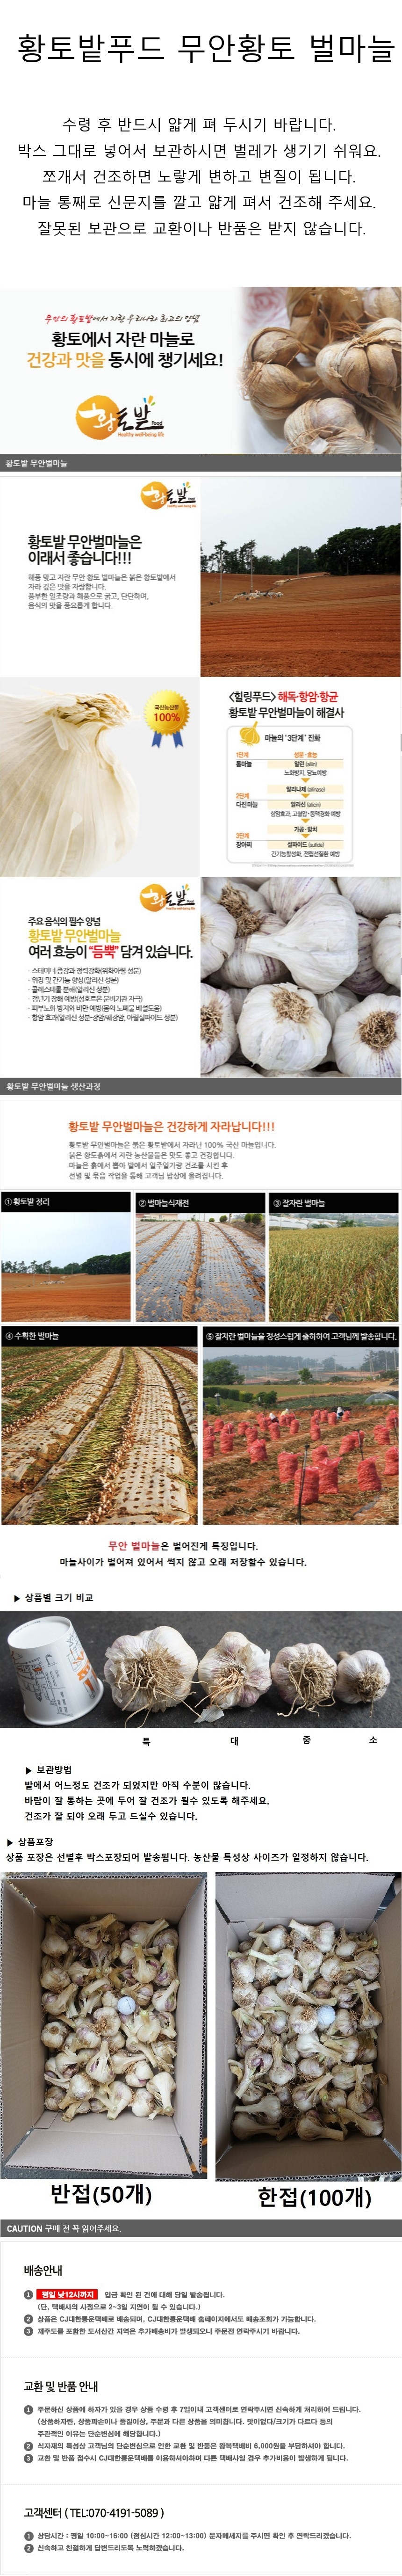 황토밭푸드 무안황토 벌마늘
수령 후 반드시 얇게 펴 두시기 바랍니다.
박스 그대로 넣어서 보관하시면 벌레가 생기기 쉬워요.
쪼개서 건조하면 노랗게 변하고 변질이 됩니다.
마늘 통째로 신문지를 깔고 얇게 펴서 건조해 주세요.
잘못된 보관으로 교환이나 반품은 받지 않습니다.
무안의 황토밭에서 자란 우리나라 최고의 양념
황토에서 자란 마늘로
건강과 맛을 동시에 챙기세요!
황토밭 food
Healthy well-being life
황토밭 무안벌마늘
황토밭
황토밭 무안벌마늘은
이래서 좋습니다!!!
해풍 맞고 자란 무안 황토 벌마늘은 붉은 황토밭에서
자라 깊은 맛을 자랑합니다.
풍부한 일조량과 해풍으로 굵고, 단단하며,
음식의 맛을 풍요롭게 합니다.
국산농산물
100%
<힐링푸드> 해독·항암·항균
황토밭 무안벌마늘이 해결사
마늘의 '3단계' 진화
1단계 성분·효능
통마늘 알린 (alin)
노화방지, 당뇨예방
알리나제 (allinase)
2단계
다진마늘 알리신 (allicin)
항암효과, 고혈압·동맥경화 예방
가공·방치
3단계
장아찌 설파이드 (sulfide)
간기능활성화, 전립선질환 예방
황토밭
주요 음식의 필수 양념
황토밭 무안벌마늘
여러 효능이 "듬뿍" 담겨 있습니다.
· 스테미너 증강과 정력강화(위화아릴 성분)
· 위장 및 간기능 향상(알리신 성분)
· 콜레스테롤 분해(알리신 성분)
· 갱년기 장해 예방(성호르몬 분비기관 자극)
· 피부노화 방지와 비만 예방(몸의 노폐물 배설도움)
· 항암 효과(알리신 성분-장암/췌장암, 아릴설파이드 성분)
황토밭 무안벌마늘 생산과정
황토밭 무안벌마늘은 건강하게 자라납니다!!!
황토밭 무안벌마늘은 붉은 황토밭에서 자라난 100% 국산 마늘입니다.
붉은 황토흙에서 자란 농산물들은 맛도 좋고 건강합니다.
마늘은 흙에서 뽑아 밭에서 일주일가량 건조를 시킨 후
선별 및 묶음 작업을 통해 고객님 밥상에 올려집니다.
① 황토밭 정리
② 벌마늘식재전
③ 잘자란 벌마늘
④ 수확한 벌마늘
⑤ 잘자란 벌마늘을 정성스럽게 출하하여 고객님께 발송합니다.
무안 벌마늘은 벌어진게 특징입니다.
마늘사이가 벌어져 있어서 썩지 않고 오래 저장할수 있습니다.
▶ 상품별 크기 비교
특 대 중 소
▶ 보관방법
밭에서 어느정도 건조가 되었지만 아직 수분이 많습니다.
바람이 잘 통하는 곳에 두어 잘 건조가 될수 있도록 해주세요.
건조가 잘 되야 오래 두고 드실수 있습니다.
▶ 상품포장
상품 포장은 선별후 박스포장되어 발송됩니다. 농산물 특성상 사이즈가 일정하지 않습니다.
반접(50개)
한접(100개)
CAUTION 구매 전 꼭 읽어주세요.
배송안내
1 평일 낮12시까지 입금 확인 된 건에 대해 당일 발송됩니다.
(단, 택배사의 사정으로 2~3일 지연이 될 수 있습니다.)
2 상품은 CJ대한통운택배로 배송되며, CJ대한통운택배 홈페이지에서도 배송조회가 가능합니다.
3 제주도를 포함한 도서산간 지역은 추가배송비가 발생되오니 주문전 연락주시기 바랍니다.
교환 및 반품 안내
1 주문하신 상품에 하자가 있을 경우 상품 수령 후 7일이내 고객센터로 연락주시면 신속하게 처리하여 드립니다.
(상품하자란, 상품파손이나 품질이상, 주문과 다른 상품을 의미합니다. 맛이없다/크기가 다르다 등의
주관적인 이유는 단순변심에 해당합니다.)
2 식자재의 특성상 고객님의 단순변심으로 인한 교환 및 반품은 왕복택배비 6,000원을 부담하셔야 합니다.
3 교환 및 반품 접수시 CJ대한통운택배를 이용하셔야하며 다른 택배사일 경우 추가비용이 발생하게 됩니다.
고객센터 ( TEL:070-4191-5089 )
1 상담시간 : 평일 10:00~16:00 (점심시간 12:00~13:00) 문자메세지를 주시면 확인 후 연락드리겠습니다.
2 신속하고 친절하게 답변드리도록 노력하겠습니다.